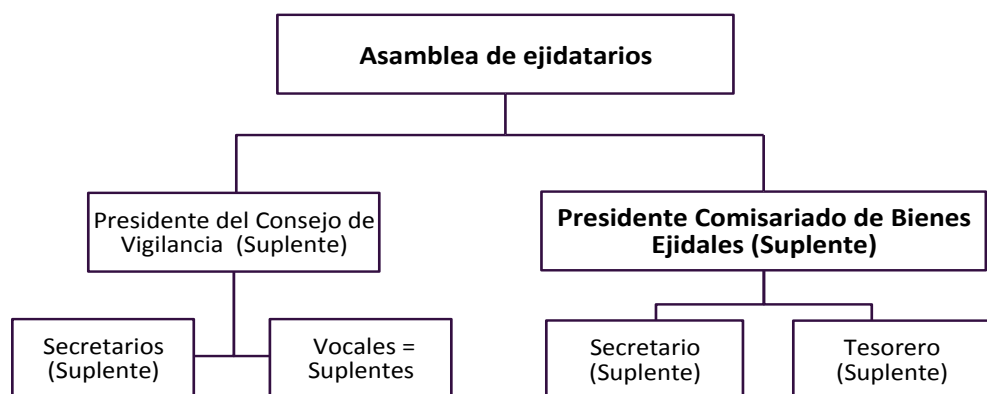 Asamblea de ejidatarios
Presidente del Consejo de
Vigilancia (Suplente)
Presidente Comisariado de Bienes
Ejidales (Suplente)
Secretarios
(Suplente)
Vocales =
Suplentes
Secretario
(Suplente)
Tesorero
(Suplente)